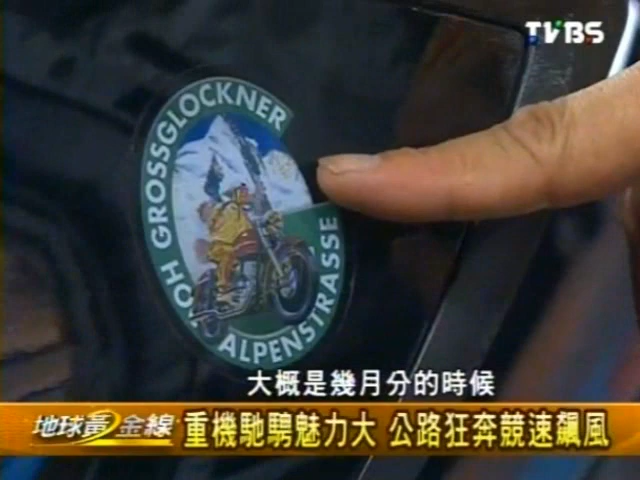 TVBS
GROSSGLOCKNER
HO
ALPENSTRASSE
大概是幾月分的時候
地球黃金線
重機馳騁魅力大 公路狂奔競速飆風